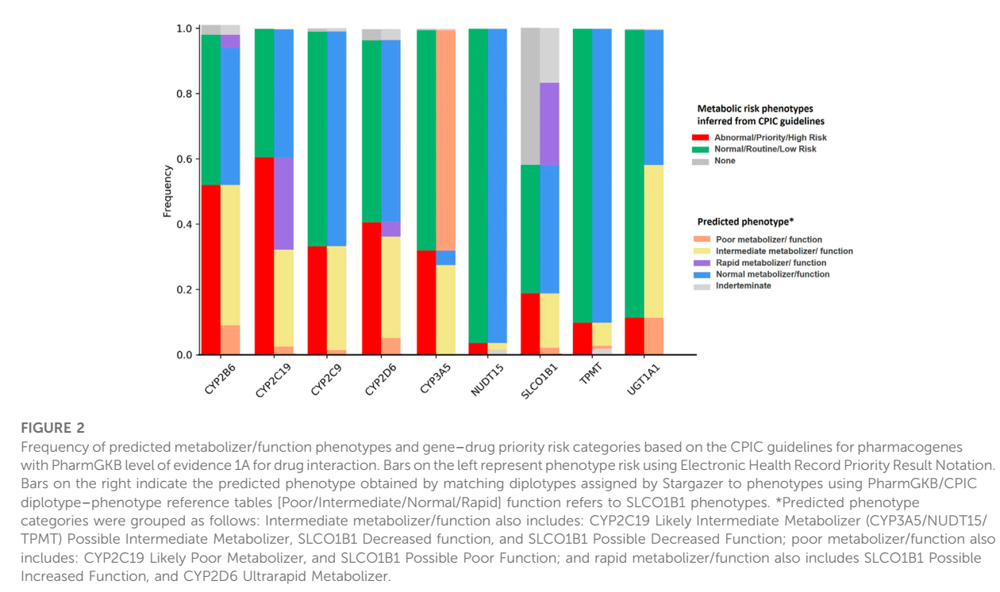 1.0
0.8
0.6
0.4
0.2
0.0
Frequency
CYP2B6
CYP2C19
CYP2C9
CYP2D6
CYP3A5
NUDT15
SLCO1B1
TPMT
UGT1A1
Metabolic risk phenotypes
inferred from CPIC guidelines
Abnormal/Priority/High Risk
Normal/Routine/Low Risk
None
Predicted phenotype*
Poor metabolizer/ function
Intermediate metabolizer/ function
Rapid metabolizer/ function
Normal metabolizer/function
Inderteminate
FIGURE 2
Frequency of predicted metabolizer/function phenotypes and gene–drug priority risk categories based on the CPIC guidelines for pharmacogenes
with PharmGKB level of evidence 1A for drug interaction. Bars on the left represent phenotype risk using Electronic Health Record Priority Result Notation.
Bars on the right indicate the predicted phenotype obtained by matching diplotypes assigned by Stargazer to phenotypes using PharmGKB/CPIC
diplotype–phenotype reference tables [Poor/Intermediate/Normal/Rapid] function refers to SLCO1B1 phenotypes. *Predicted phenotype
categories were grouped as follows: Intermediate metabolizer/function also includes: CYP2C19 Likely Intermediate Metabolizer (CYP3A5/NUDT15/
TPMT) Possible Intermediate Metabolizer, SLCO1B1 Decreased function, and SLCO1B1 Possible Decreased Function; poor metabolizer/function also
includes: CYP2C19 Likely Poor Metabolizer, and SLCO1B1 Possible Poor Function; and rapid metabolizer/function also includes SLCO1B1 Possible
Increased Function, and CYP2D6 Ultrarapid Metabolizer.